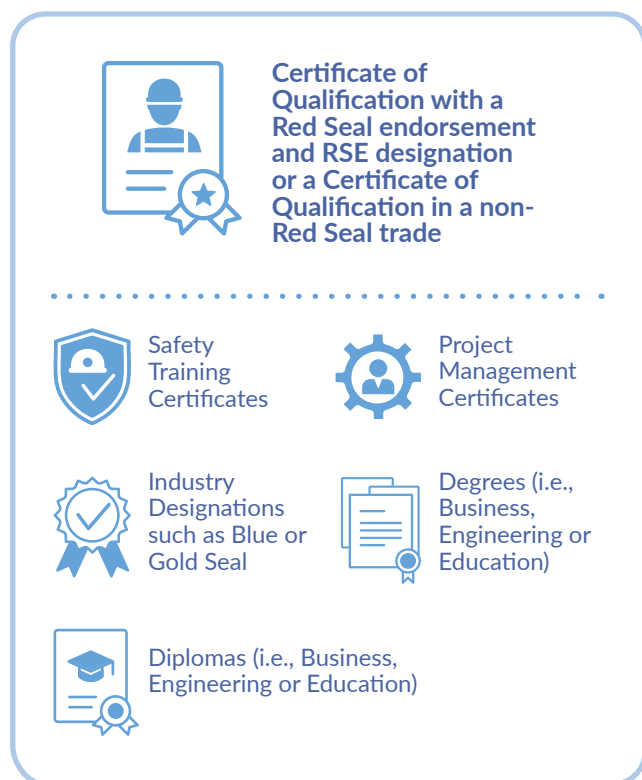 Certificate of
Qualification with a
Red Seal endorsement
and RSE designation
or a Certificate of
Qualification in a non-
Red Seal trade
Safety
Training
Certificates
Project
Management
Certificates
Industry
Designations
such as Blue or
Gold Seal
Degrees (i.e.,
Business,
Engineering or
Education)
Diplomas (i.e., Business,
Engineering or Education)